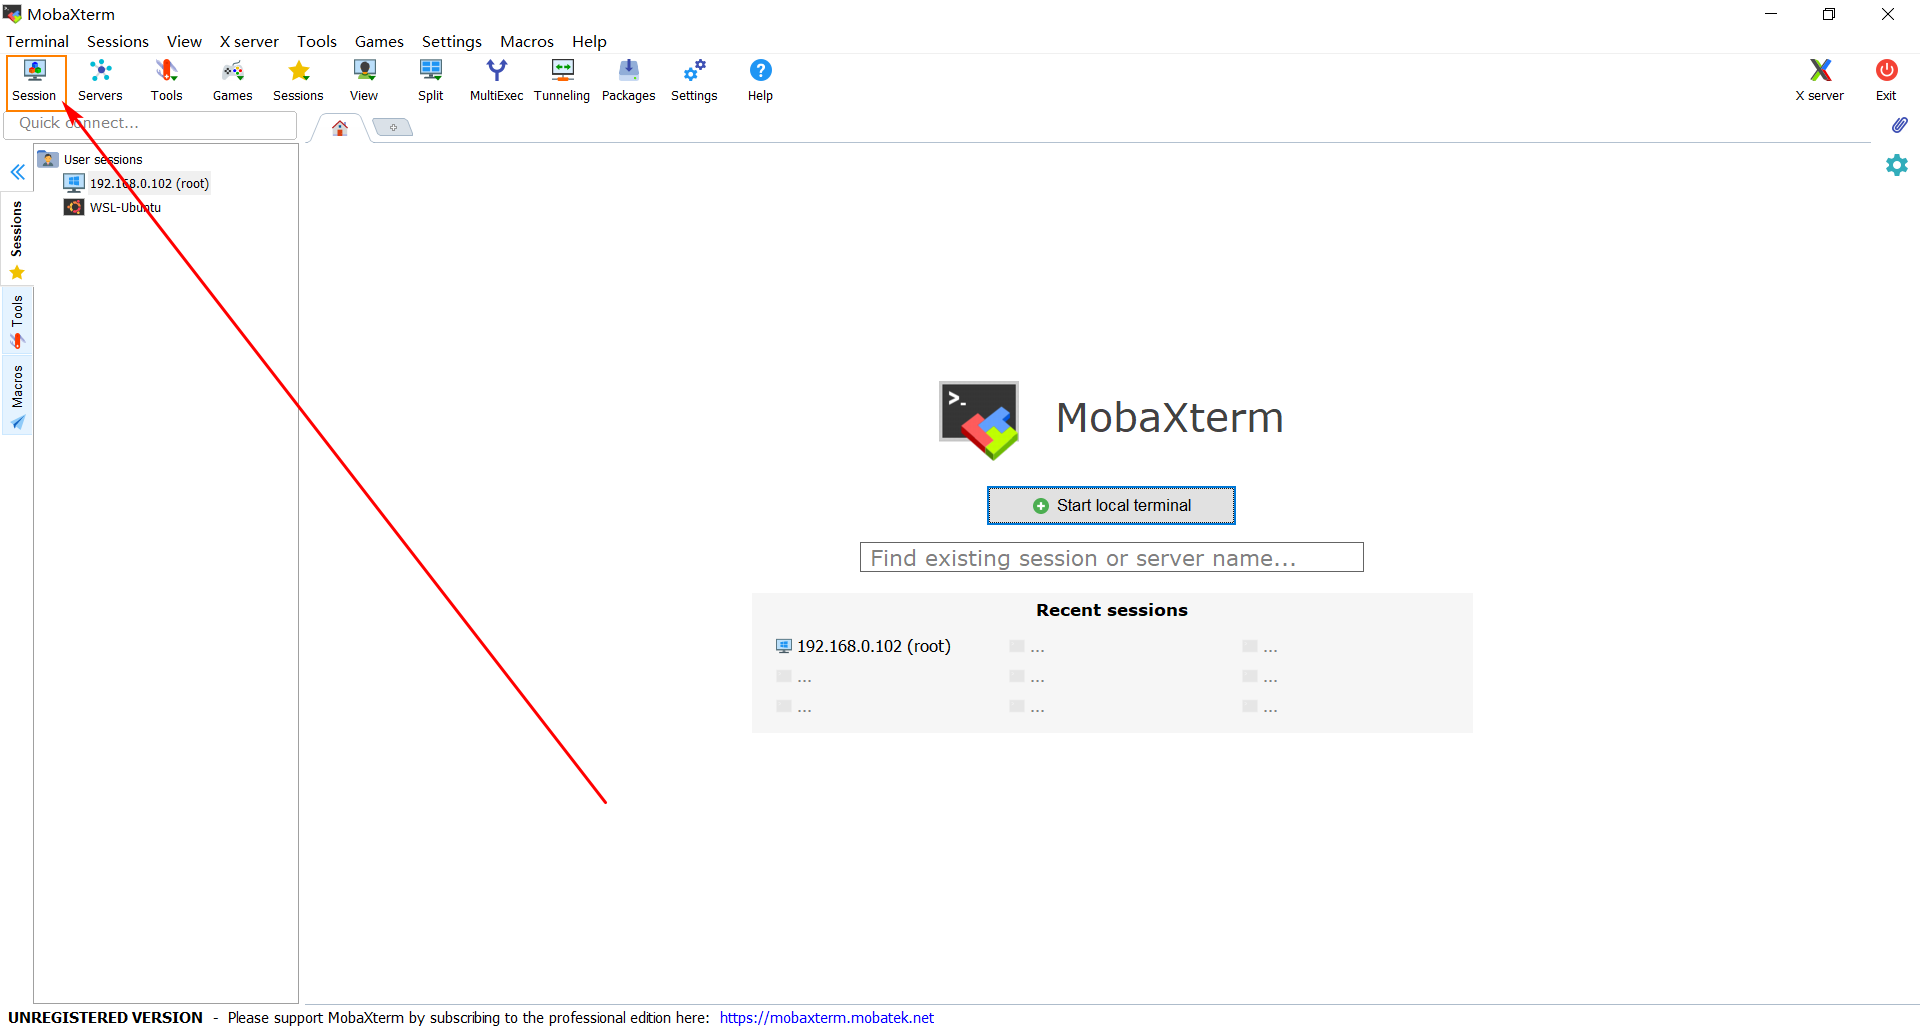 MobaXterm
Terminal Sessions View X server Tools Games Settings Macros Help
Session Servers Tools Games Sessions View Split MultiExec Tunneling Packages Settings Help X server Exit
Quick connect...
User sessions
192.168.0.102 (root)
WSL-Ubuntu
Sessions
Tools
Macros
>_
MobaXterm
Start local terminal
Find existing session or server name...
Recent sessions
192.168.0.102 (root) ... ...
... ... ...
... ... ...
UNREGISTERED VERSION - Please support MobaXterm by subscribing to the professional edition here: https://mobaxterm.mobatek.net